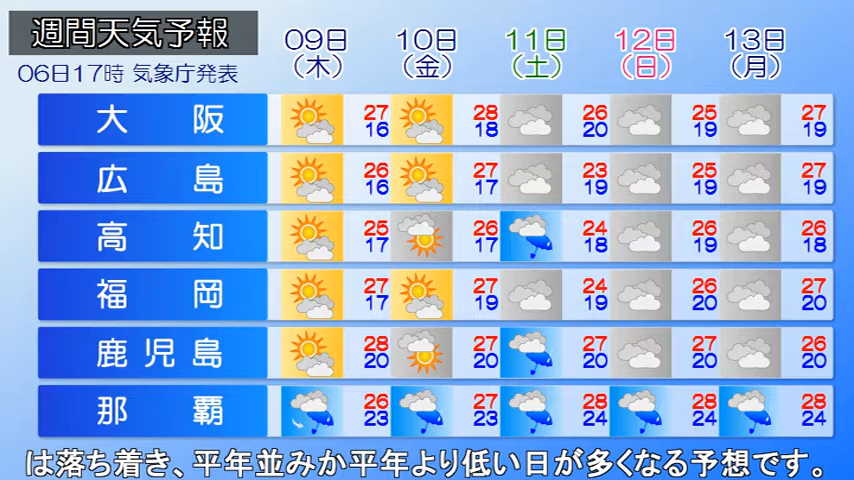 週間天気予報
06日17時 気象庁発表
09日 10日 11日 12日 13日
(木) (金) (土) (日) (月)
大阪 27 16 28 18 26 20 25 19 27 19
広島 26 16 27 17 23 19 25 19 27 19
高知 25 17 26 17 24 18 26 19 26 18
福岡 27 17 27 19 24 19 26 20 27 20
鹿児島 28 20 27 20 27 20 27 20 26 20
那覇 26 23 27 23 28 24 28 24 28 24
は落ち着き、平年並みか平年より低い日が多くなる予想です。